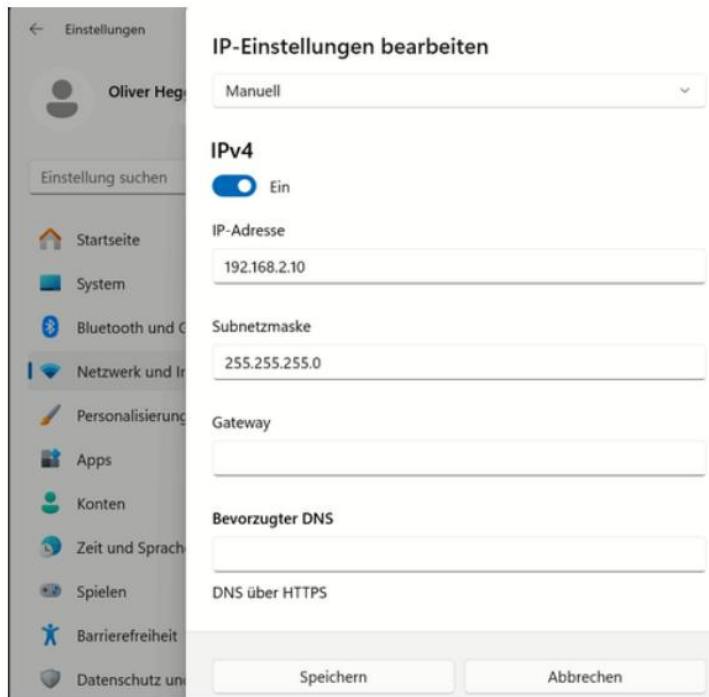 Einstellungen
Oliver Heg
Einstellung suchen
Startseite
System
Bluetooth und G
Netzwerk und In
Personalisierung
Apps
Konten
Zeit und Sprach
Spielen
Barrierefreiheit
Datenschutz un
IP-Einstellungen bearbeiten
Manuell
IPv4
Ein
IP-Adresse
192.168.2.10
Subnetzmaske
255.255.255.0
Gateway
Bevorzugter DNS
DNS über HTTPS
Speichern
Abbrechen